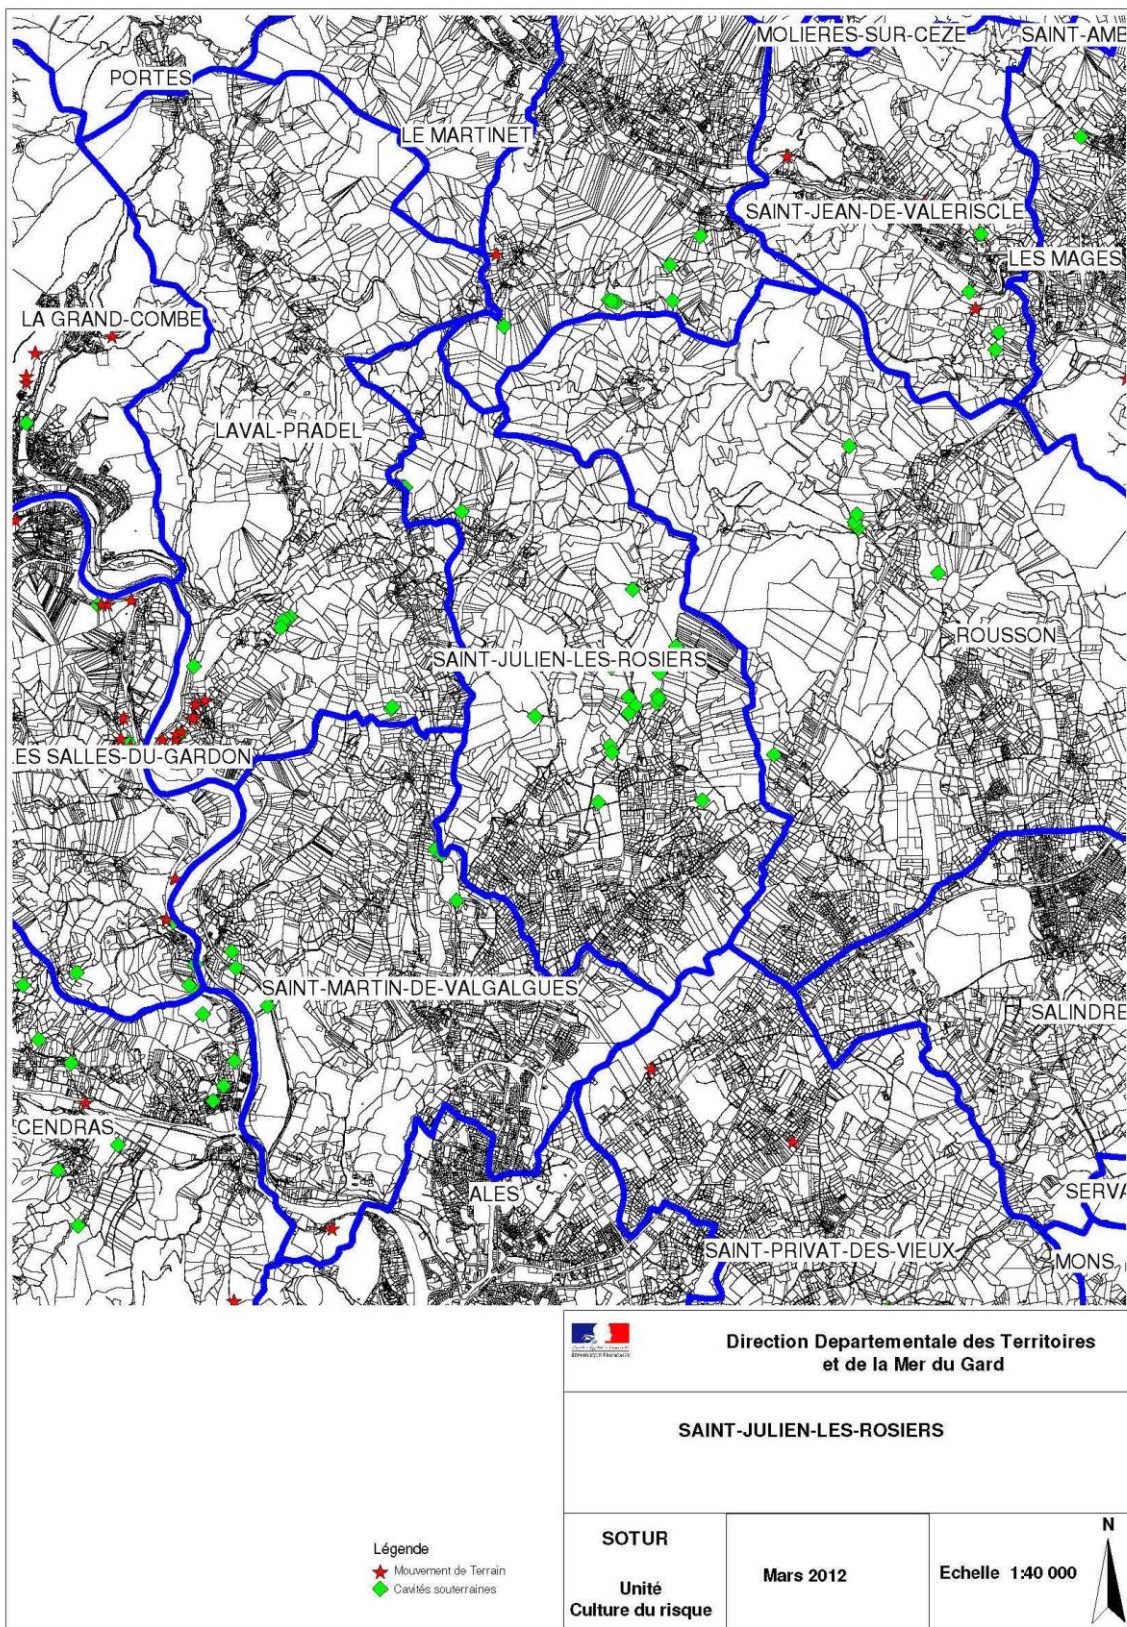 MOLIERES-SUR-CEZE
SAINT-AMB
PORTES
LE MARTINET
SAINT-JEAN-DE-VALERISCLE
LES MAGES
LA GRAND-COMBE
LAVAL-PRADEL
ROUSSON
SAINT-JULIEN-LES-ROSIERS
ES SALLES-DU-GARDON
SAINT-MARTIN-DE-VALGALGUES
SALINDRE
CENDRAS
ALES
SERVA
SAINT-PRIVAT-DES-VIEUX
MONS
RÉPUBLIQUE FRANÇAISE
Direction Departementale des Territoires
et de la Mer du Gard
SAINT-JULIEN-LES-ROSIERS
Légende
Mouvement de Terrain
Cavités souterraines
SOTUR
Unité
Culture du risque
Mars 2012
Echelle 1:40 000
N